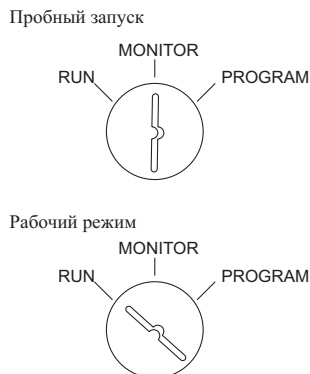 Пробный запуск
MONITOR
RUN
PROGRAM
Рабочий режим
MONITOR
RUN
PROGRAM